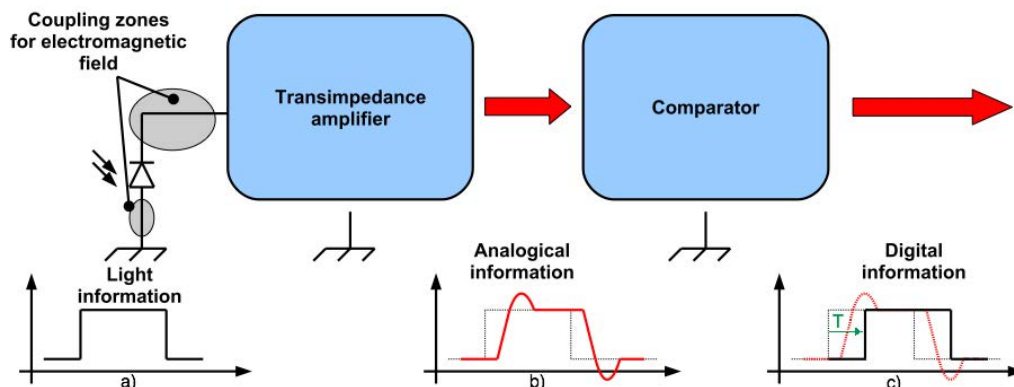 Coupling zones
for electromagnetic
field
Transimpedance
amplifier
Comparator
Light
information
a)
Analogical
information
b)
Digital
information
T
c)